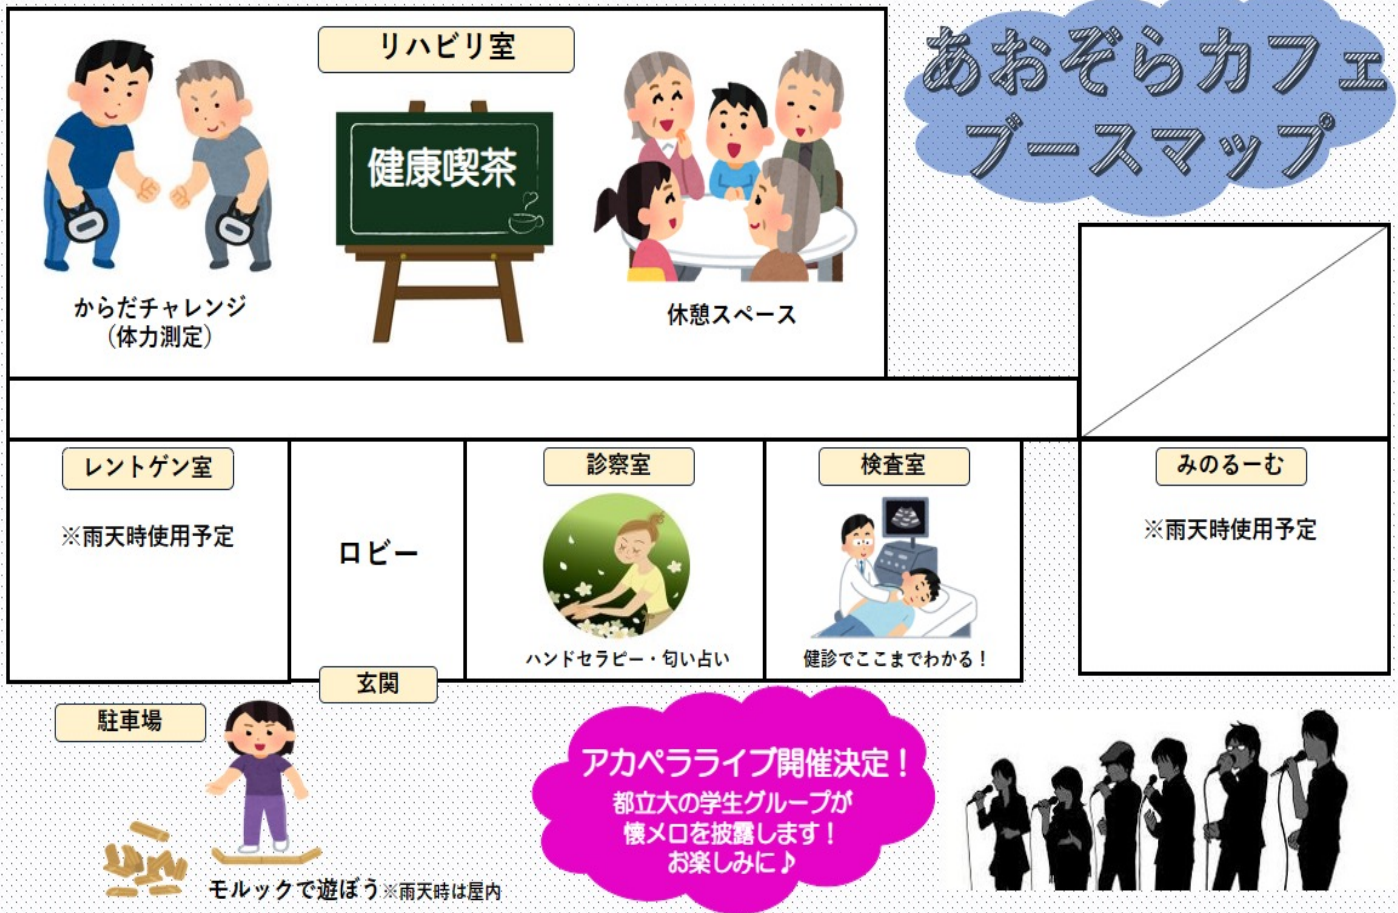 あおぞらカフェ
ブースマップ
リハビリ室
健康喫茶
からだチャレンジ
（体力測定）
休憩スペース
レントゲン室
※雨天時使用予定
ロビー
診察室
ハンドセラピー・匂い占い
検査室
健診でここまでわかる！
みのるーむ
※雨天時使用予定
玄関
駐車場
モルックで遊ぼう※雨天時は屋内
アカペラライブ開催決定！
都立大の学生グループが
懐メロを披露します！
お楽しみに♪